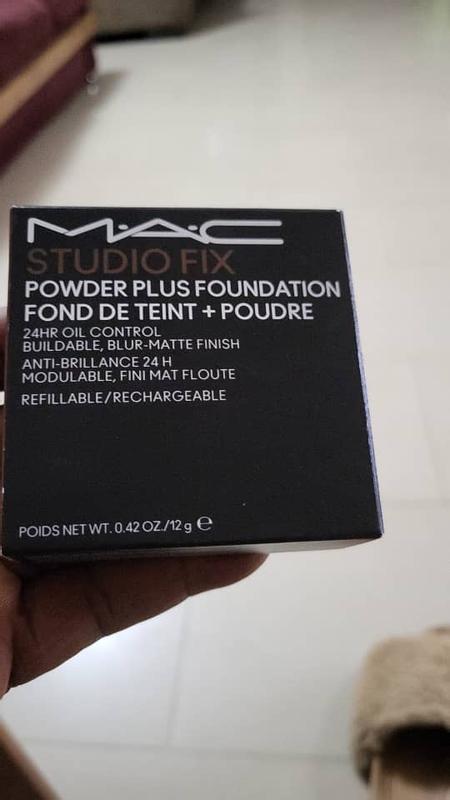 M·A·C
STUDIO FIX
POWDER PLUS FOUNDATION
FOND DE TEINT + POUDRE
24HR OIL CONTROL
BUILDABLE, BLUR-MATTE FINISH
ANTI-BRILLANCE 24 H
MODULABLE, FINI MAT FLOUTE
REFILLABLE/RECHARGEABLE
POIDS NET WT. 0.42 OZ./12 g ℮